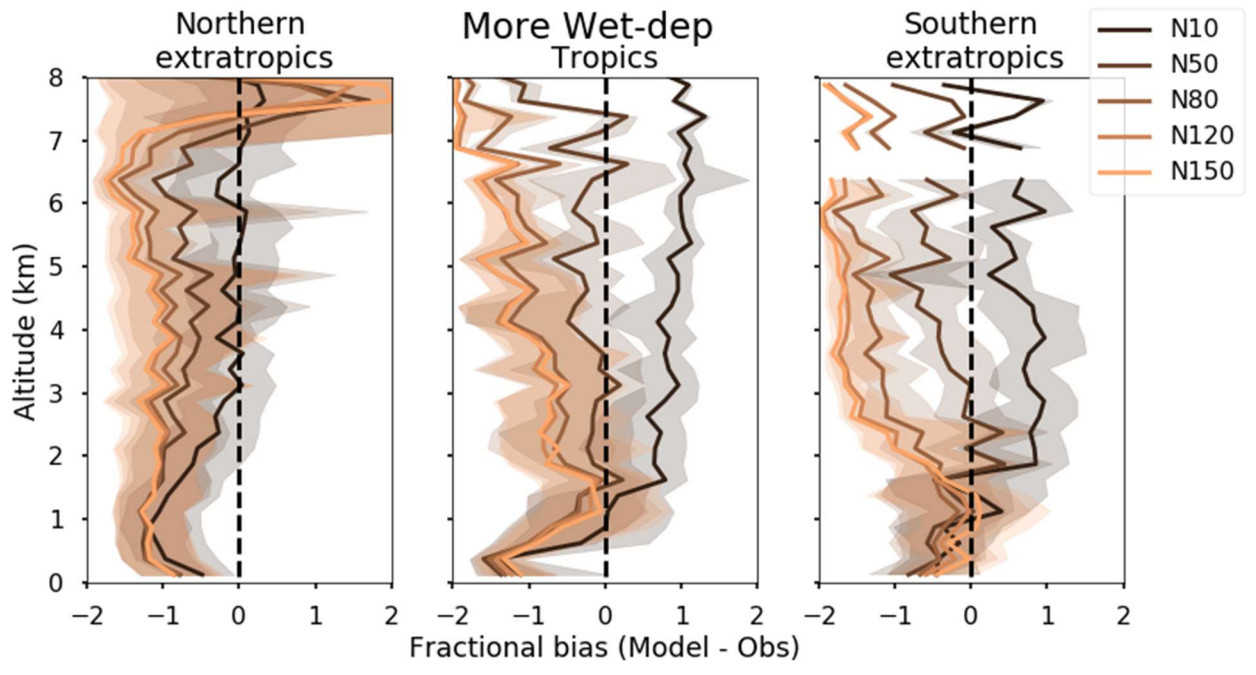 More Wet-dep
Northern
extratropics
Tropics
Southern
extratropics
N10
N50
N80
N120
N150
Altitude (km)
8
7
6
5
4
3
2
1
0
−2 −1 0 1 2
−2 −1 0 1 2
−2 −1 0 1 2
Fractional bias (Model - Obs)